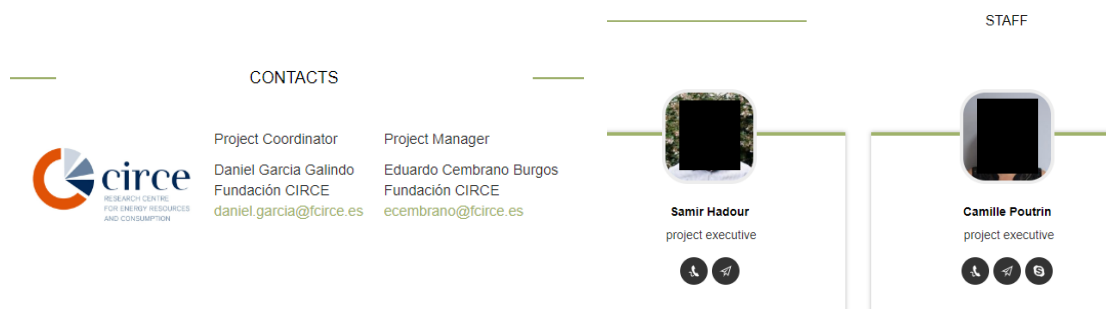 CONTACTS
circe
RESEARCH CENTRE
FOR ENERGY RESOURCES
AND CONSUMPTION
Project Coordinator
Daniel Garcia Galindo
Fundación CIRCE
daniel.garcia@fcirce.es
Project Manager
Eduardo Cembrano Burgos
Fundación CIRCE
ecembrano@fcirce.es
STAFF
Samir Hadour
project executive
Camille Poutrin
project executive